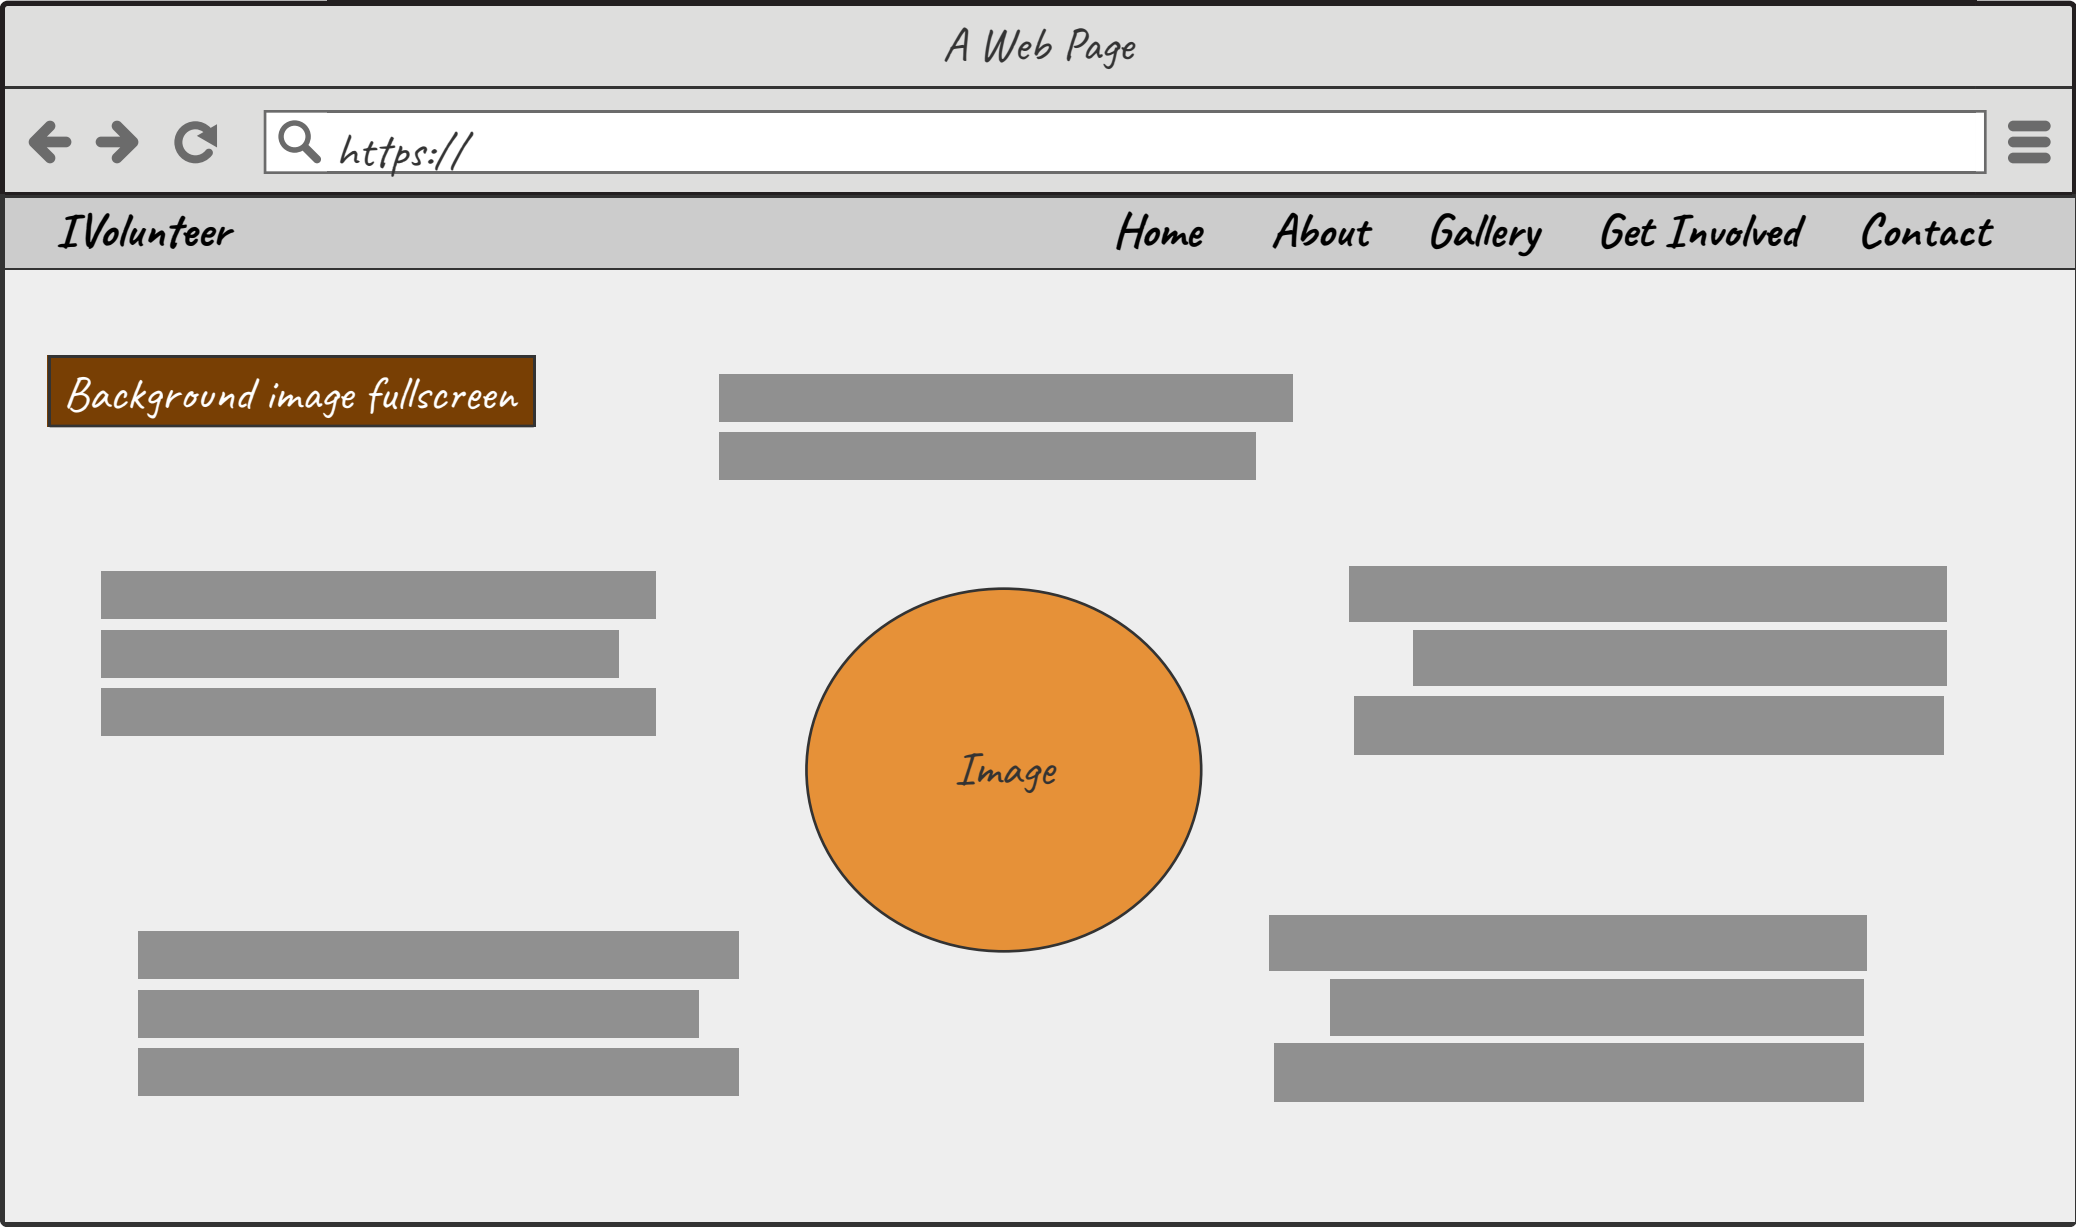 A Web Page
https://
IVolunteer Home About Gallery Get Involved Contact
Background image fullscreen
Image